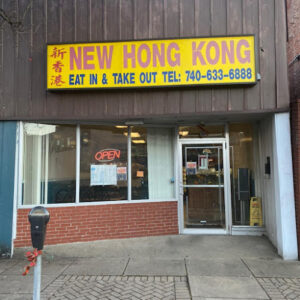 新香港
NEW HONG KONG
EAT IN & TAKE OUT TEL: 740-633-6888
OPEN